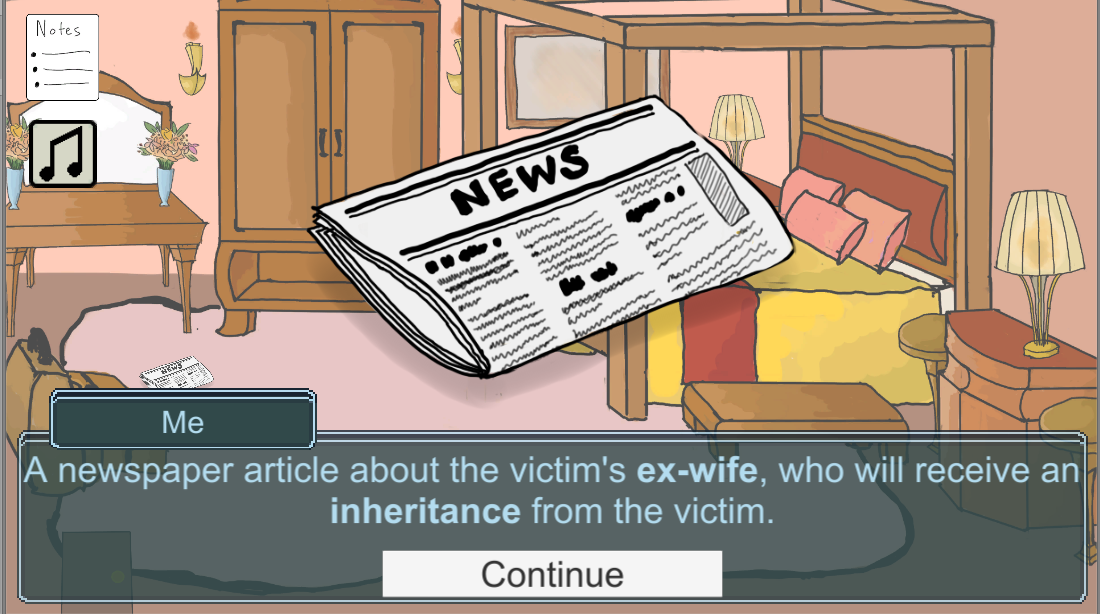 Notes
NEWS
NEWS
Me
A newspaper article about the victim's ex-wife, who will receive an
inheritance from the victim.
Continue